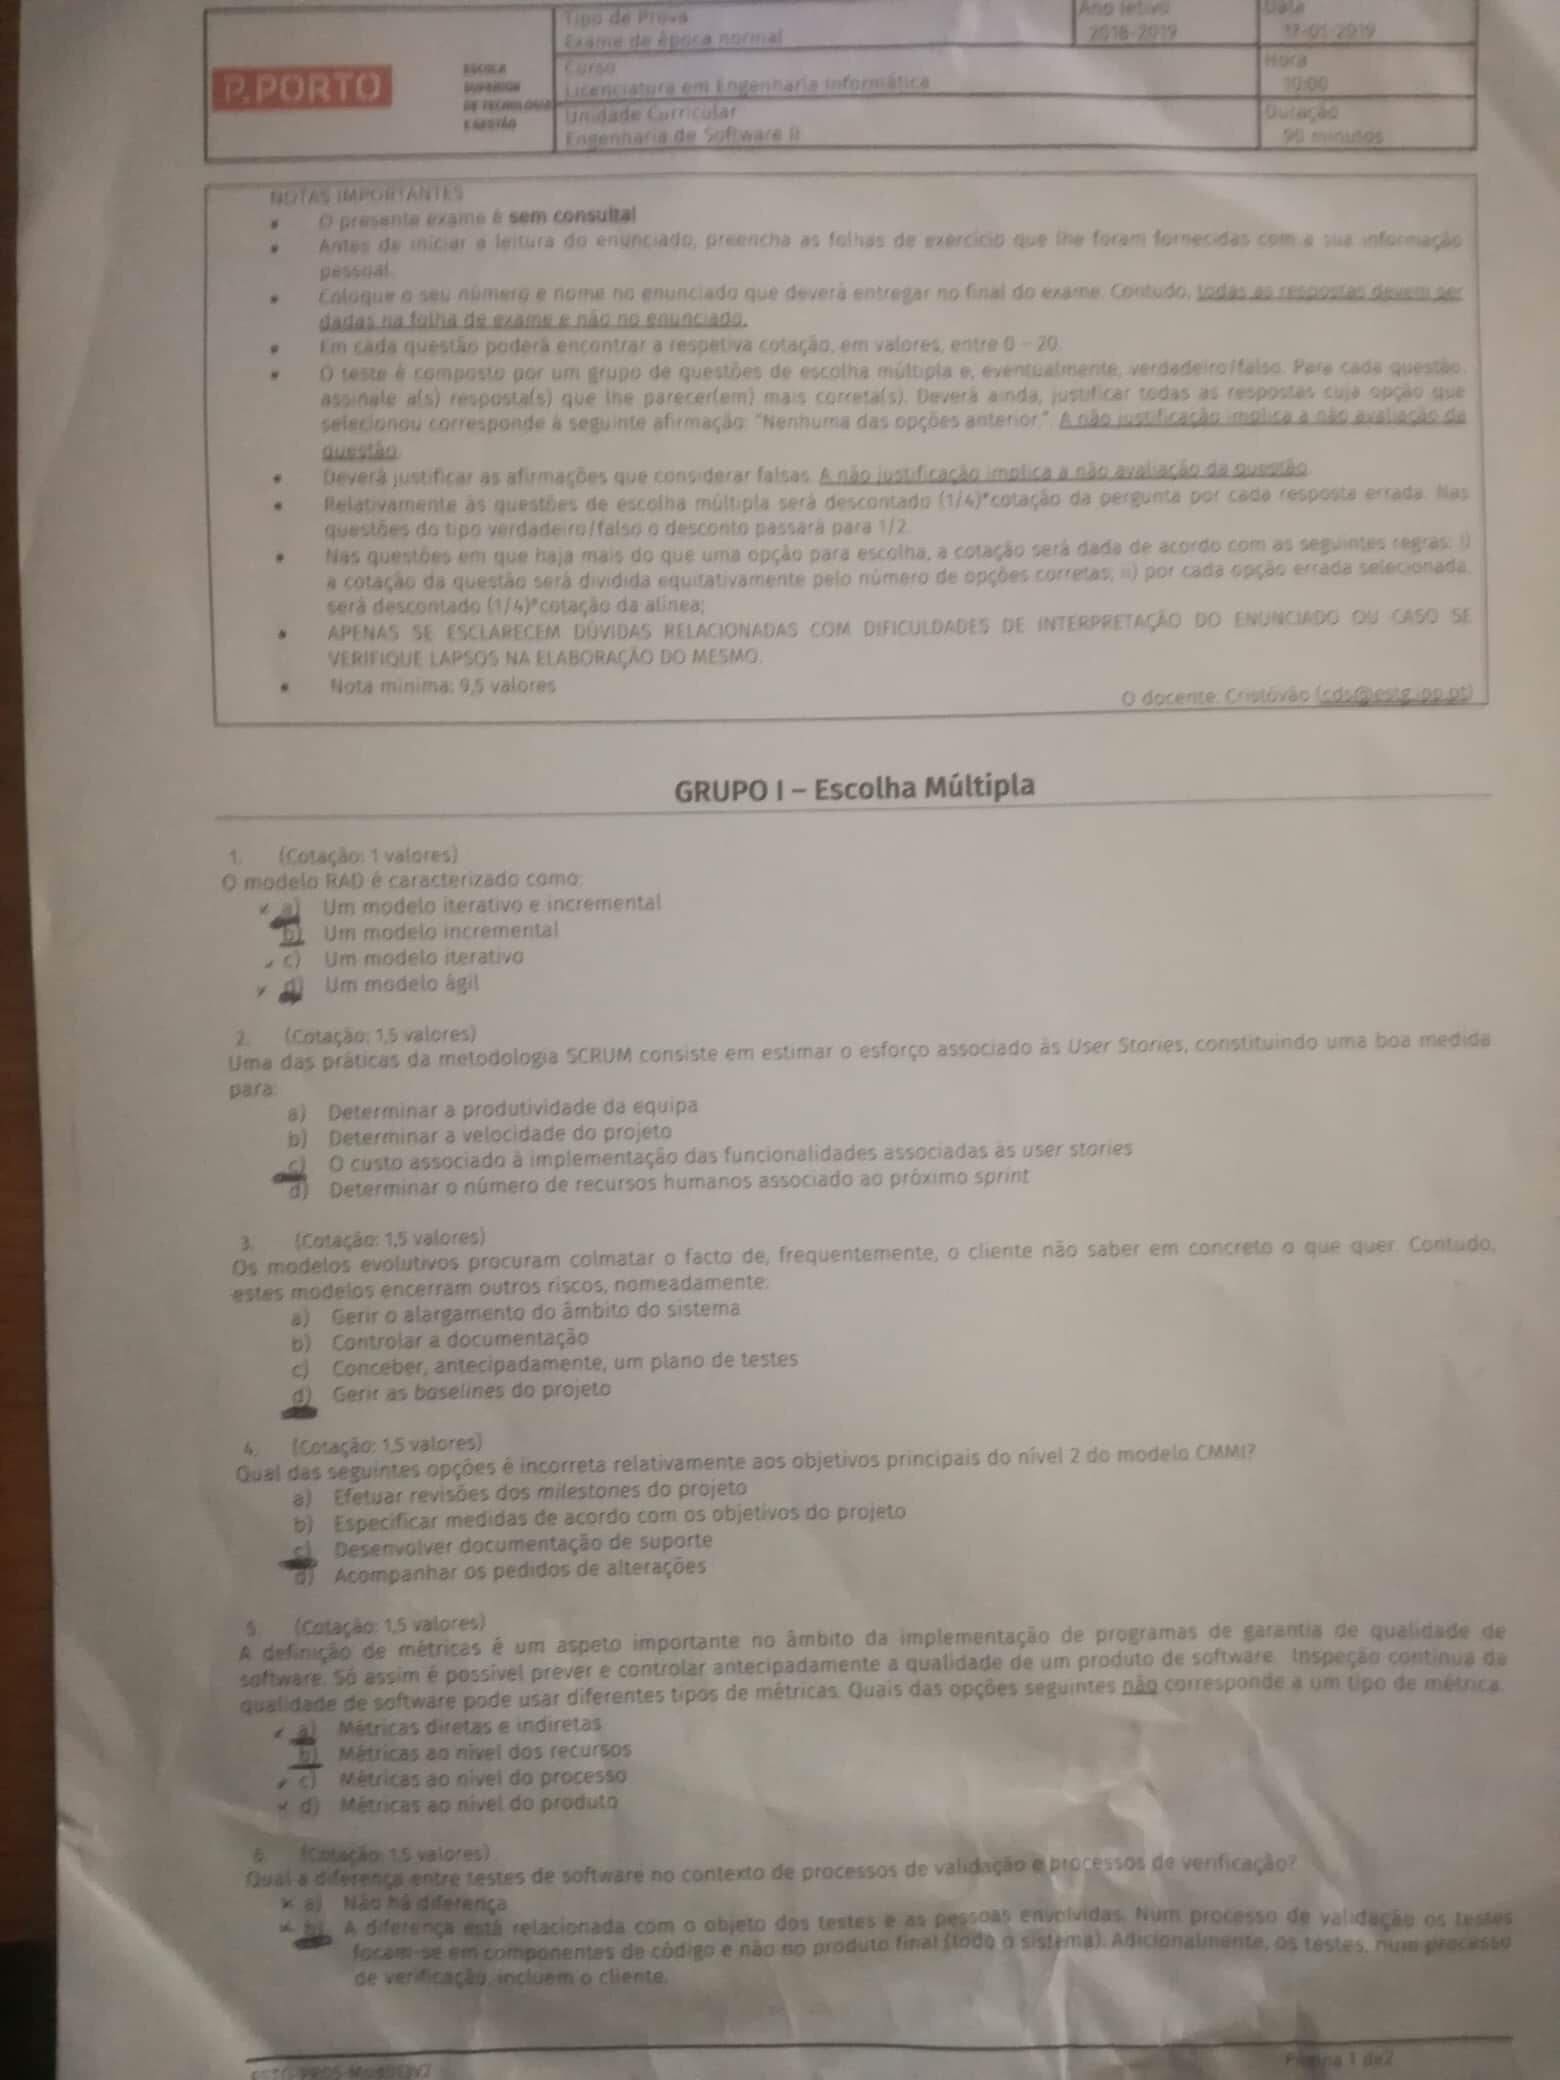 Tipo de Prova
Exame de época normal
Ano letivo
2018-2019
Data
17-01-2019
P.PORTO
ESCOLA
SUPERIOR
DE TECNOLOGIA
E GESTÃO
Curso
Licenciatura em Engenharia Informática
Hora
10:00
Unidade Curricular
Engenharia de Software II
Duração
90 minutos
NOTAS IMPORTANTES
• O presente exame é sem consulta!
• Antes de iniciar a leitura do enunciado, preencha as folhas de exercício que lhe foram fornecidas com a sua informação
pessoal.
• Coloque o seu número e nome no enunciado que deverá entregar no final do exame. Contudo, todas as respostas devem ser
dadas na folha de exame e não no enunciado.
• Em cada questão poderá encontrar a respetiva cotação, em valores, entre 0 – 20.
• O teste é composto por um grupo de questões de escolha múltipla e, eventualmente, verdadeiro/falso. Para cada questão,
assinale a(s) resposta(s) que lhe parecer(em) mais correta(s). Deverá ainda, justificar todas as respostas cuja opção que
selecionou corresponde à seguinte afirmação: "Nenhuma das opções anterior.". A não justificação implica a não avaliação da
questão.
• Deverá justificar as afirmações que considerar falsas. A não justificação implica a não avaliação da questão.
• Relativamente às questões de escolha múltipla será descontado (1/4)*cotação da pergunta por cada resposta errada. Nas
questões do tipo verdadeiro/falso o desconto passará para 1/2.
• Nas questões em que haja mais do que uma opção para escolha, a cotação será dada de acordo com as seguintes regras: i)
a cotação da questão será dividida equitativamente pelo número de opções corretas; ii) por cada opção errada selecionada,
será descontado (1/4)*cotação da alínea;
• APENAS SE ESCLARECEM DÚVIDAS RELACIONADAS COM DIFICULDADES DE INTERPRETAÇÃO DO ENUNCIADO OU CASO SE
VERIFIQUE LAPSOS NA ELABORAÇÃO DO MESMO.
• Nota mínima: 9,5 valores
O docente: Cristóvão (cds@estg.ipp.pt)
GRUPO I – Escolha Múltipla
1. (Cotação: 1 valores)
O modelo RAD é caracterizado como:
a) Um modelo iterativo e incremental
b) Um modelo incremental
c) Um modelo iterativo
d) Um modelo ágil
2. (Cotação: 1,5 valores)
Uma das práticas da metodologia SCRUM consiste em estimar o esforço associado às User Stories, constituindo uma boa medida
para:
a) Determinar a produtividade da equipa
b) Determinar a velocidade do projeto
c) O custo associado à implementação das funcionalidades associadas às user stories
d) Determinar o número de recursos humanos associado ao próximo sprint
3. (Cotação: 1,5 valores)
Os modelos evolutivos procuram colmatar o facto de, frequentemente, o cliente não saber em concreto o que quer. Contudo,
estes modelos encerram outros riscos, nomeadamente:
a) Gerir o alargamento do âmbito do sistema
b) Controlar a documentação
c) Conceber, antecipadamente, um plano de testes
d) Gerir as baselines do projeto
4. (Cotação: 1,5 valores)
Qual das seguintes opções é incorreta relativamente aos objetivos principais do nível 2 do modelo CMMI?
a) Efetuar revisões dos milestones do projeto
b) Especificar medidas de acordo com os objetivos do projeto
c) Desenvolver documentação de suporte
d) Acompanhar os pedidos de alterações
5. (Cotação: 1,5 valores)
A definição de métricas é um aspeto importante no âmbito da implementação de programas de garantia de qualidade de
software. Só assim é possível prever e controlar antecipadamente a qualidade de um produto de software. Inspeção contínua da
qualidade de software pode usar diferentes tipos de métricas. Quais das opções seguintes não corresponde a um tipo de métrica.
a) Métricas diretas e indiretas
b) Métricas ao nível dos recursos
c) Métricas ao nível do processo
d) Métricas ao nível do produto
6. (Cotação: 1,5 valores)
Qual a diferença entre testes de software no contexto de processos de validação e processos de verificação?
a) Não há diferença
b) A diferença está relacionada com o objeto dos testes e as pessoas envolvidas. Num processo de validação os testes
focam-se em componentes de código e não no produto final (todo o sistema). Adicionalmente, os testes, num processo
de verificação, incluem o cliente.
Página 1 de2